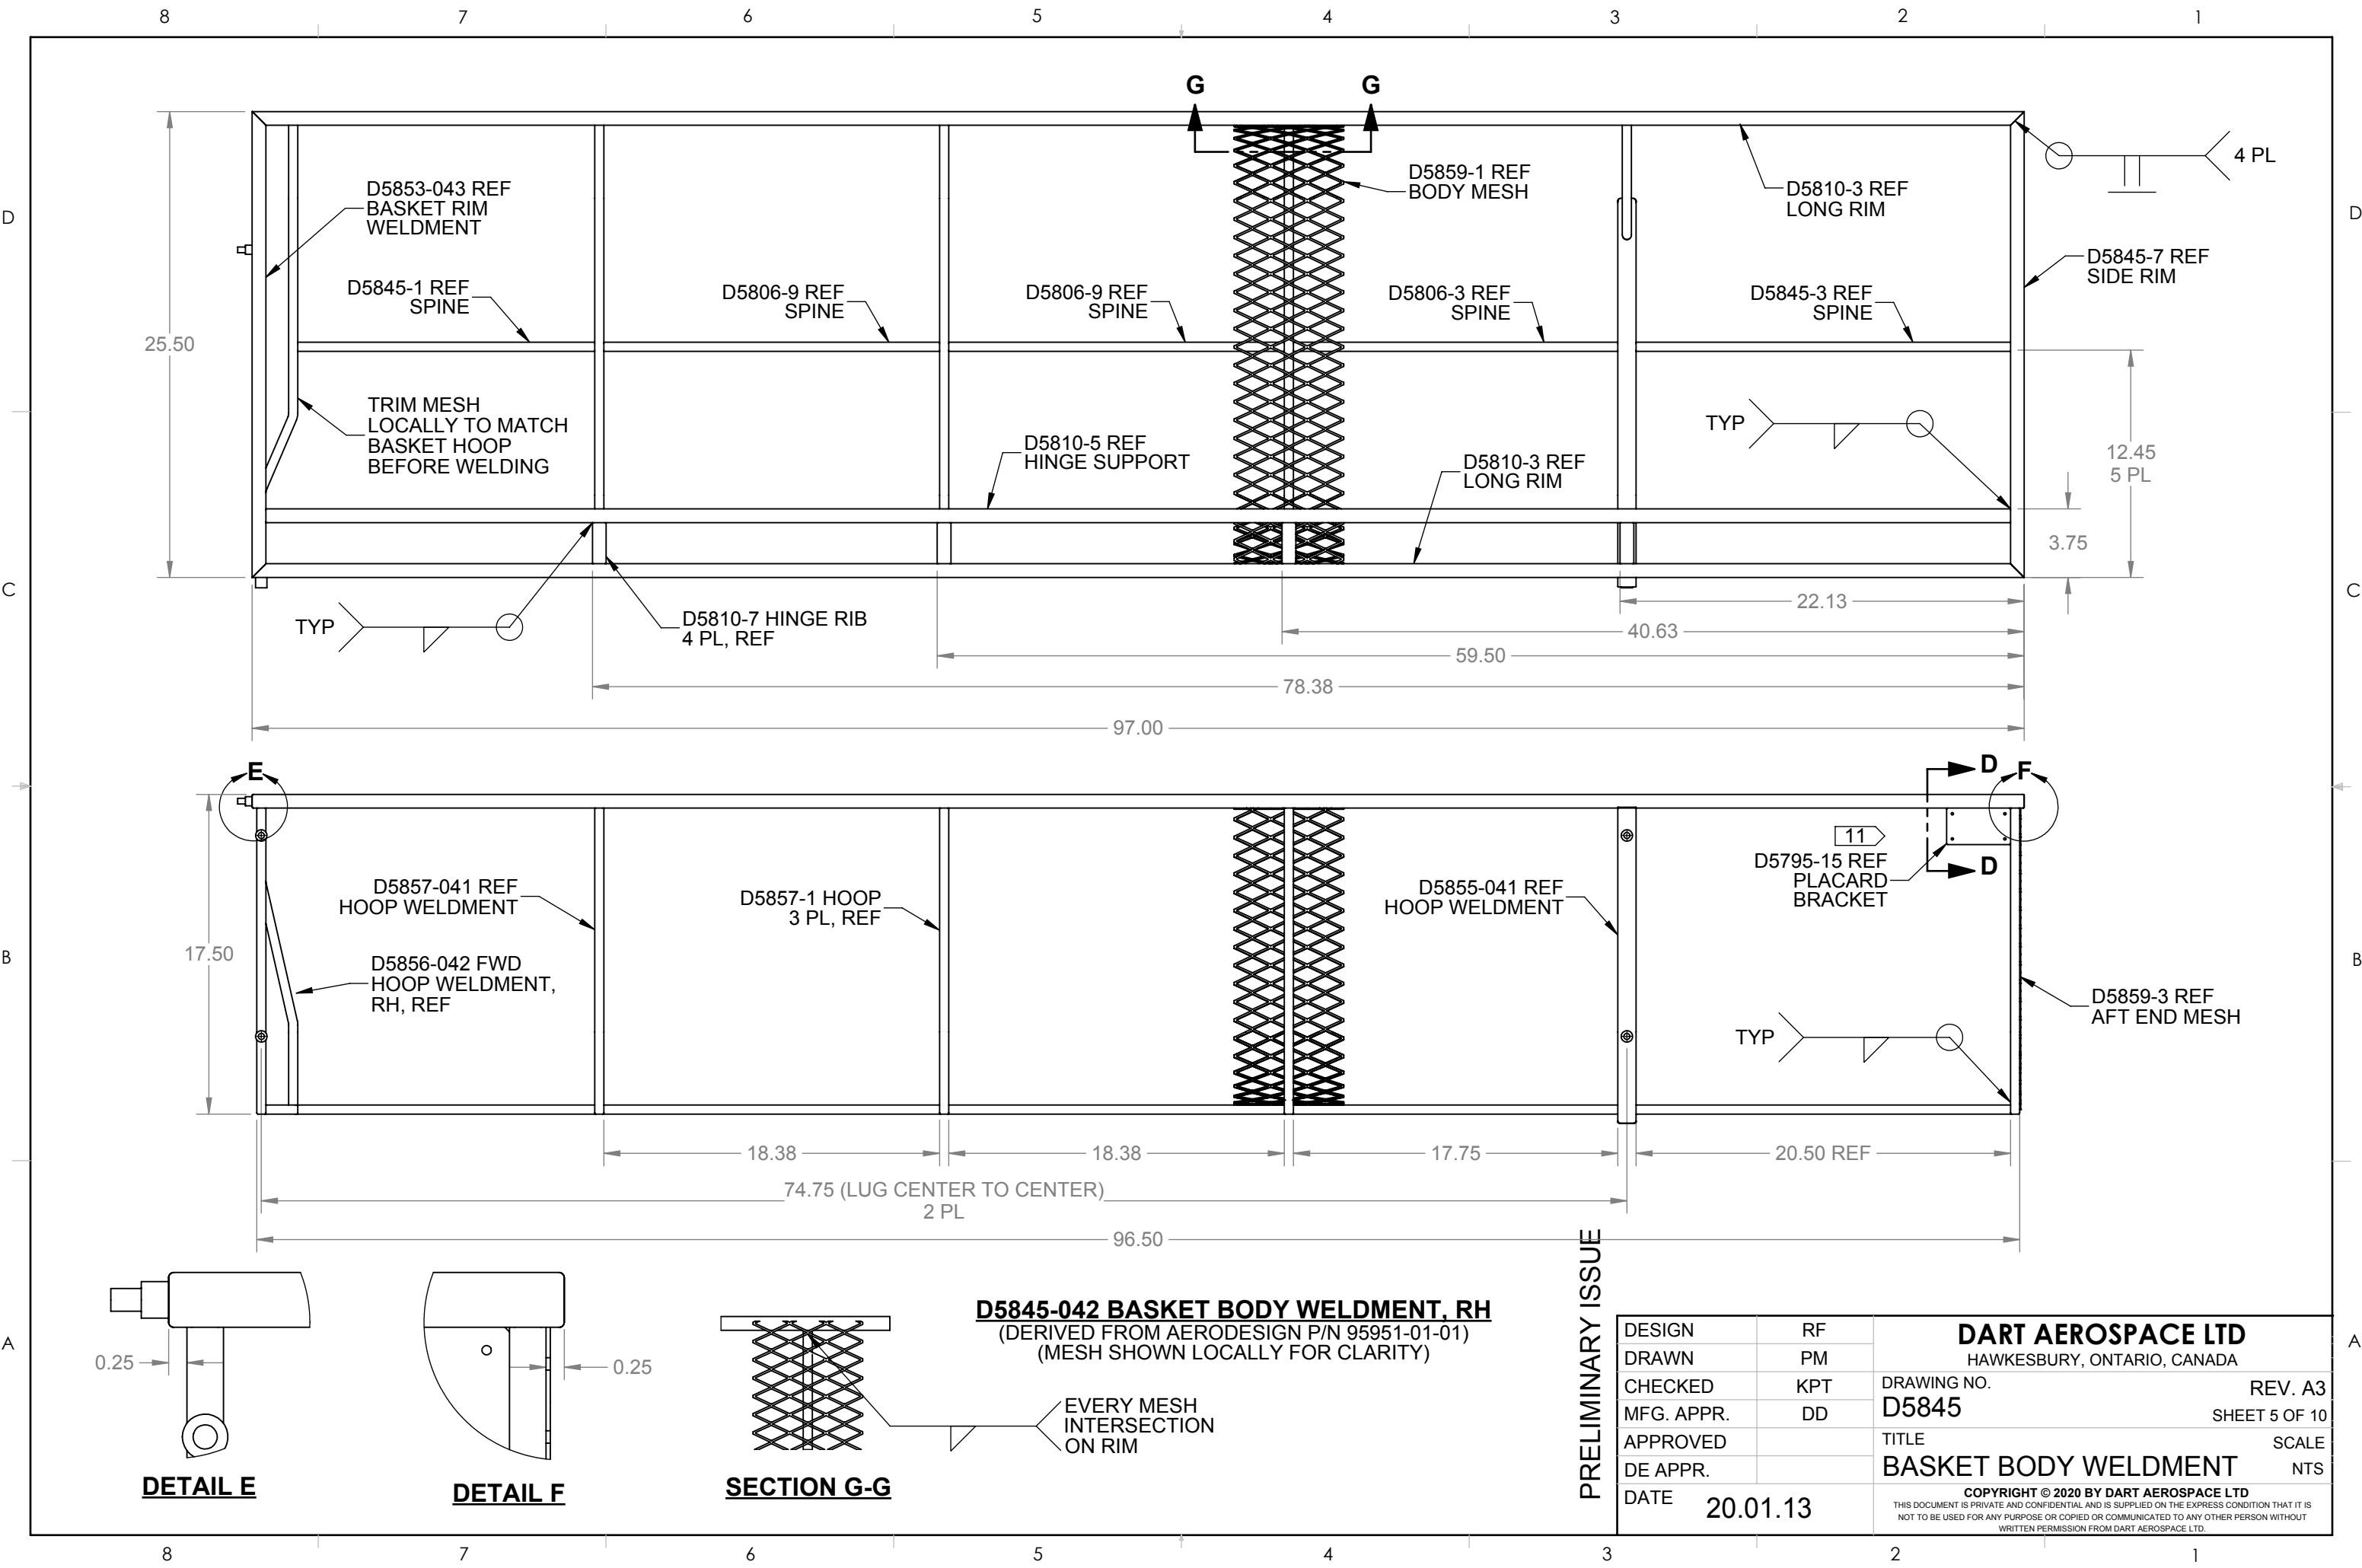 8 7 6 5 4 3 2 1
G G
D5853-043 REF
BASKET RIM
WELDMENT
D5859-1 REF
BODY MESH
D5810-3 REF
LONG RIM
4 PL
D
D
D5845-7 REF
SIDE RIM
D5845-1 REF
SPINE
D5806-9 REF
SPINE
D5806-9 REF
SPINE
D5806-3 REF
SPINE
D5845-3 REF
SPINE
25.50
TRIM MESH
LOCALLY TO MATCH
BASKET HOOP
BEFORE WELDING
D5810-5 REF
HINGE SUPPORT
D5810-3 REF
LONG RIM
TYP
12.45
5 PL
3.75
C
C
TYP
D5810-7 HINGE RIB
4 PL, REF
22.13
40.63
59.50
78.38
97.00
E
D
F
D
11
D5795-15 REF
PLACARD
BRACKET
D5857-041 REF
HOOP WELDMENT
D5857-1 HOOP
3 PL, REF
D5855-041 REF
HOOP WELDMENT
17.50
B
B
D5856-042 FWD
HOOP WELDMENT,
RH, REF
D5859-3 REF
AFT END MESH
TYP
18.38
18.38
17.75
20.50 REF
74.75 (LUG CENTER TO CENTER)
2 PL
96.50
A
A
0.25
DETAIL E
0.25
DETAIL F
SECTION G-G
EVERY MESH
INTERSECTION
ON RIM
D5845-042 BASKET BODY WELDMENT, RH
(DERIVED FROM AERODESIGN P/N 95951-01-01)
(MESH SHOWN LOCALLY FOR CLARITY)
PRELIMINARY ISSUE
DESIGN RF
DRAWN PM
CHECKED KPT
MFG. APPR. DD
APPROVED
DE APPR.
DATE 20.01.13
DART AEROSPACE LTD
HAWKESBURY, ONTARIO, CANADA
DRAWING NO. REV. A3
D5845 SHEET 5 OF 10
TITLE SCALE
BASKET BODY WELDMENT NTS
COPYRIGHT © 2020 BY DART AEROSPACE LTD
THIS DOCUMENT IS PRIVATE AND CONFIDENTIAL AND IS SUPPLIED ON THE EXPRESS CONDITION THAT IT IS
NOT TO BE USED FOR ANY PURPOSE OR COPIED OR COMMUNICATED TO ANY OTHER PERSON WITHOUT
WRITTEN PERMISSION FROM DART AEROSPACE LTD.
8 7 6 5 4 3 2 1